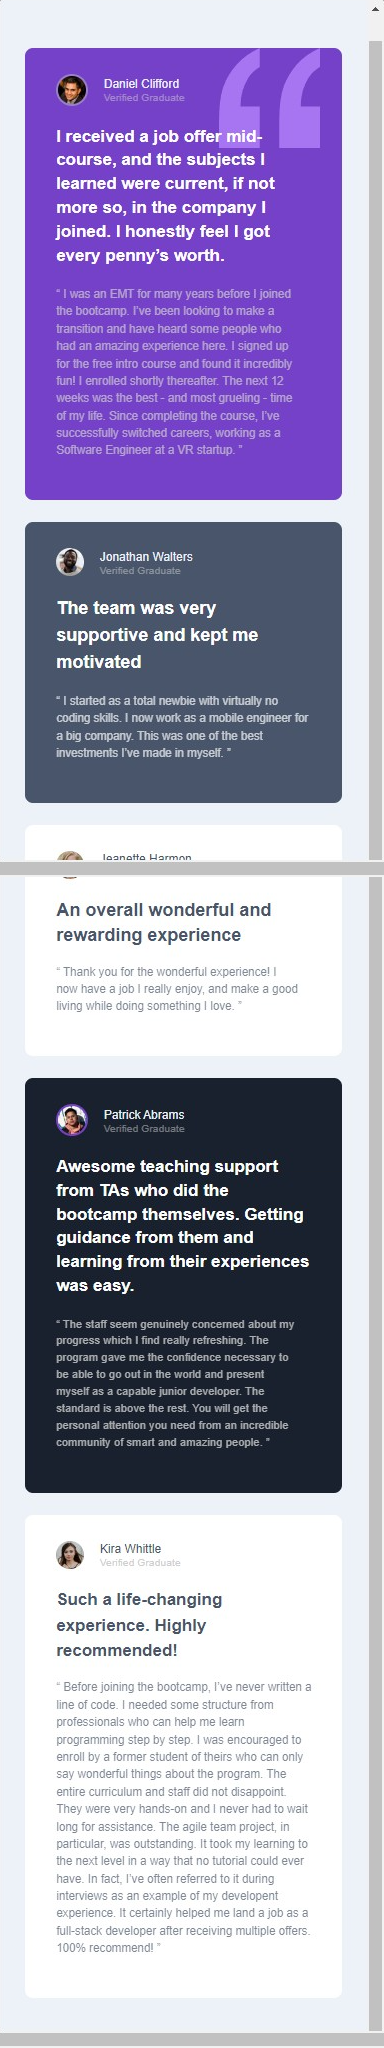 Daniel Clifford
Verified Graduate
I received a job offer mid-
course, and the subjects I
learned were current, if not
more so, in the company I
joined. I honestly feel I got
every penny’s worth.
“ I was an EMT for many years before I joined
the bootcamp. I’ve been looking to make a
transition and have heard some people who
had an amazing experience here. I signed up
for the free intro course and found it incredibly
fun! I enrolled shortly thereafter. The next 12
weeks was the best - and most grueling - time
of my life. Since completing the course, I’ve
successfully switched careers, working as a
Software Engineer at a VR startup. ”
Jonathan Walters
Verified Graduate
The team was very
supportive and kept me
motivated
“ I started as a total newbie with virtually no
coding skills. I now work as a mobile engineer for
a big company. This was one of the best
investments I’ve made in myself. ”
Jeanette Harmon
An overall wonderful and
rewarding experience
“ Thank you for the wonderful experience! I
now have a job I really enjoy, and make a good
living while doing something I love. ”
Patrick Abrams
Verified Graduate
Awesome teaching support
from TAs who did the
bootcamp themselves. Getting
guidance from them and
learning from their experiences
was easy.
“ The staff seem genuinely concerned about my
progress which I find really refreshing. The
program gave me the confidence necessary to
be able to go out in the world and present
myself as a capable junior developer. The
standard is above the rest. You will get the
personal attention you need from an incredible
community of smart and amazing people. ”
Kira Whittle
Verified Graduate
Such a life-changing
experience. Highly
recommended!
“ Before joining the bootcamp, I’ve never written a
line of code. I needed some structure from
professionals who can help me learn
programming step by step. I was encouraged to
enroll by a former student of theirs who can only
say wonderful things about the program. The
entire curriculum and staff did not disappoint.
They were very hands-on and I never had to wait
long for assistance. The agile team project, in
particular, was outstanding. It took my learning to
the next level in a way that no tutorial could ever
have. In fact, I’ve often referred to it during
interviews as an example of my developent
experience. It certainly helped me land a job as a
full-stack developer after receiving multiple offers.
100% recommend! ”